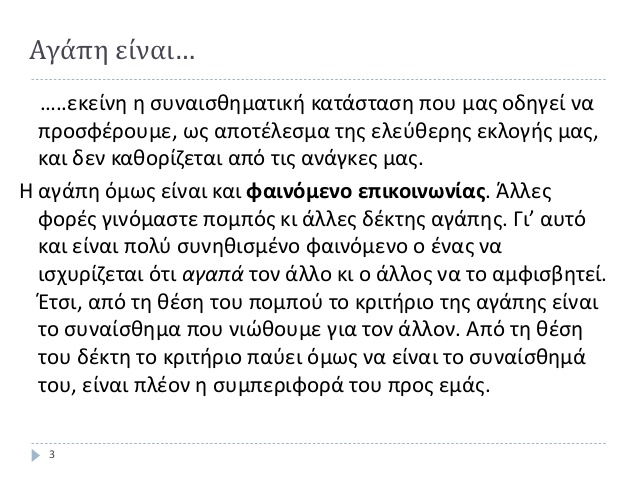 Αγάπη είναι…
…..εκείνη η συναισθηματική κατάσταση που μας οδηγεί να
προσφέρουμε, ως αποτέλεσμα της ελεύθερης εκλογής μας,
και δεν καθορίζεται από τις ανάγκες μας.
Η αγάπη όμως είναι και φαινόμενο επικοινωνίας. Άλλες
φορές γινόμαστε πομπός κι άλλες δέκτης αγάπης. Γι’ αυτό
και είναι πολύ συνηθισμένο φαινόμενο ο ένας να
ισχυρίζεται ότι αγαπά τον άλλο κι ο άλλος να το αμφισβητεί.
Έτσι, από τη θέση του πομπού το κριτήριο της αγάπης είναι
το συναίσθημα που νιώθουμε για τον άλλον. Από τη θέση
του δέκτη το κριτήριο παύει όμως να είναι το συναίσθημά
του, είναι πλέον η συμπεριφορά του προς εμάς.
3